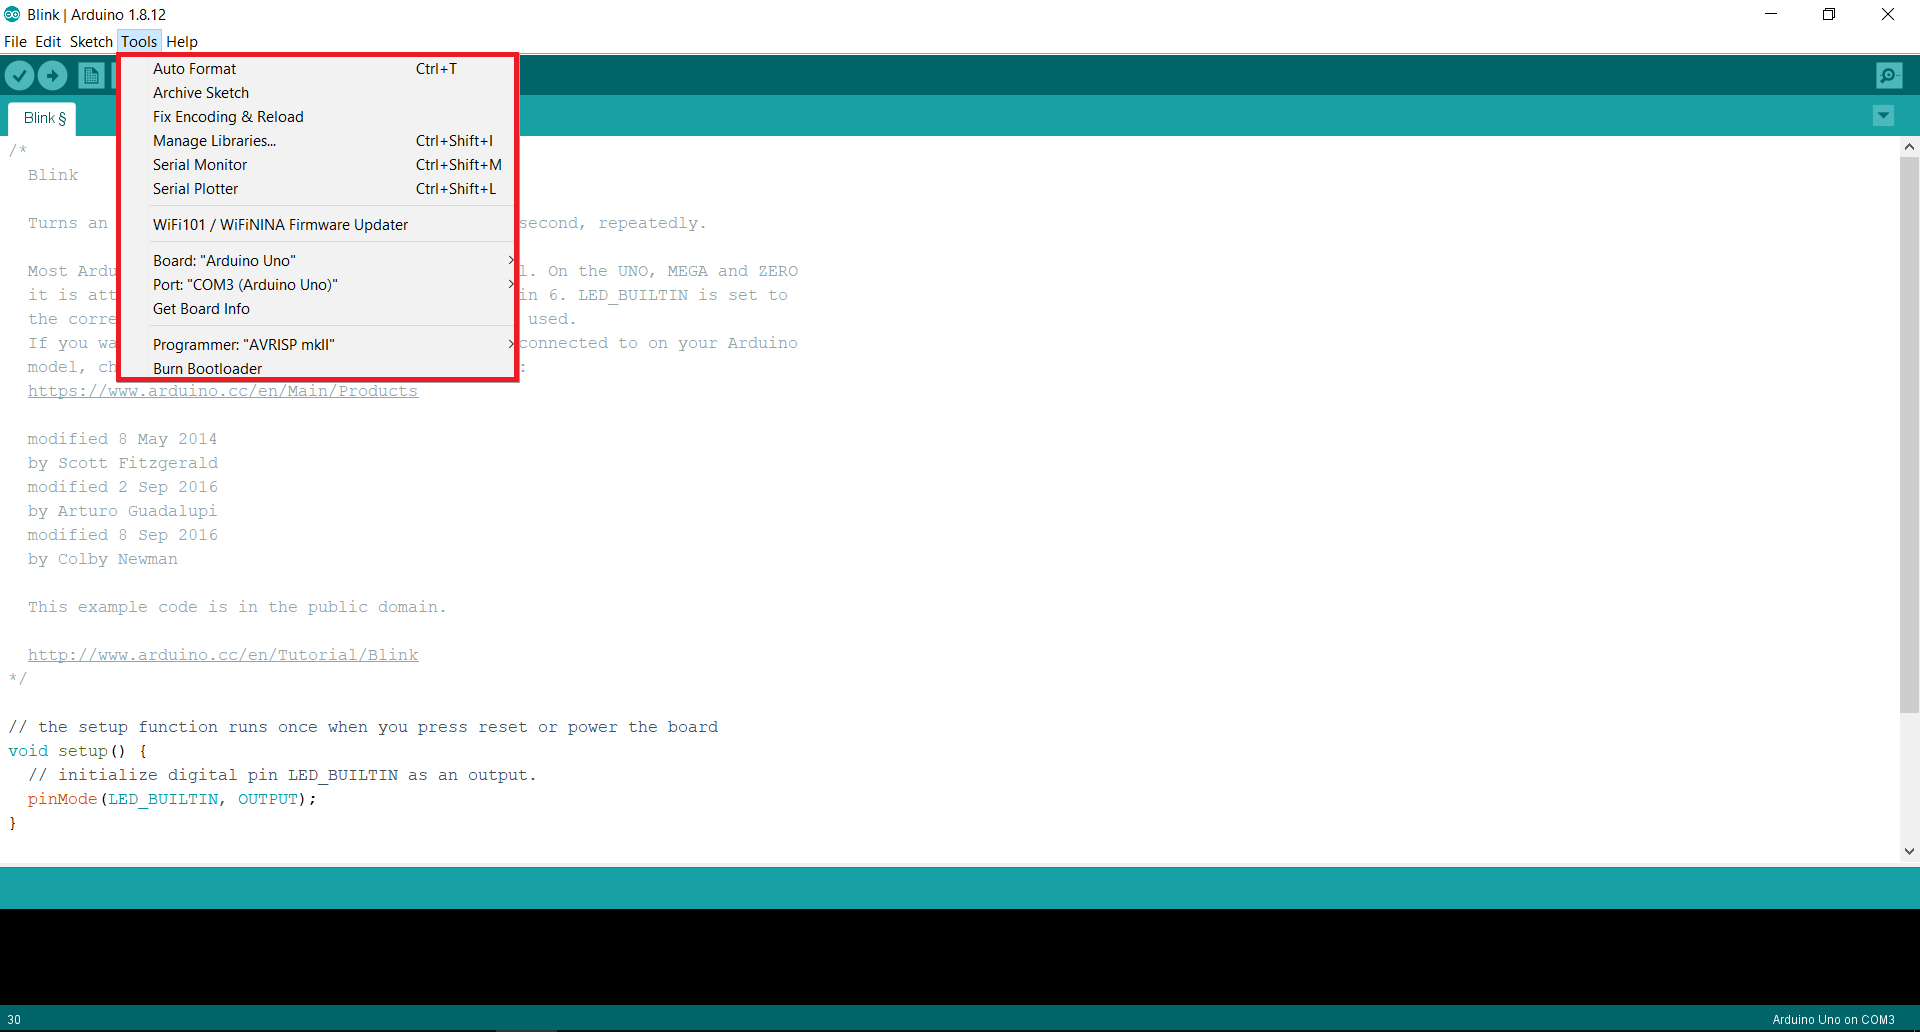 Blink | Arduino 1.8.12
File Edit Sketch Tools Help
Auto Format Ctrl+T
Archive Sketch
Fix Encoding & Reload
Manage Libraries... Ctrl+Shift+I
Serial Monitor Ctrl+Shift+M
Serial Plotter Ctrl+Shift+L
WiFi101 / WiFiNINA Firmware Updater
Board: "Arduino Uno"
Port: "COM3 (Arduino Uno)"
Get Board Info
Programmer: "AVRISP mkII"
Burn Bootloader
Blink §
/*
Blink
Turns an second, repeatedly.
Most Ardu l. On the UNO, MEGA and ZERO
it is att in 6. LED_BUILTIN is set to
the corre used.
If you wa connected to on your Arduino
model, ch :
https://www.arduino.cc/en/Main/Products
modified 8 May 2014
by Scott Fitzgerald
modified 2 Sep 2016
by Arturo Guadalupi
modified 8 Sep 2016
by Colby Newman
This example code is in the public domain.
http://www.arduino.cc/en/Tutorial/Blink
*/
// the setup function runs once when you press reset or power the board
void setup() {
// initialize digital pin LED_BUILTIN as an output.
pinMode(LED_BUILTIN, OUTPUT);
}
30 Arduino Uno on COM3